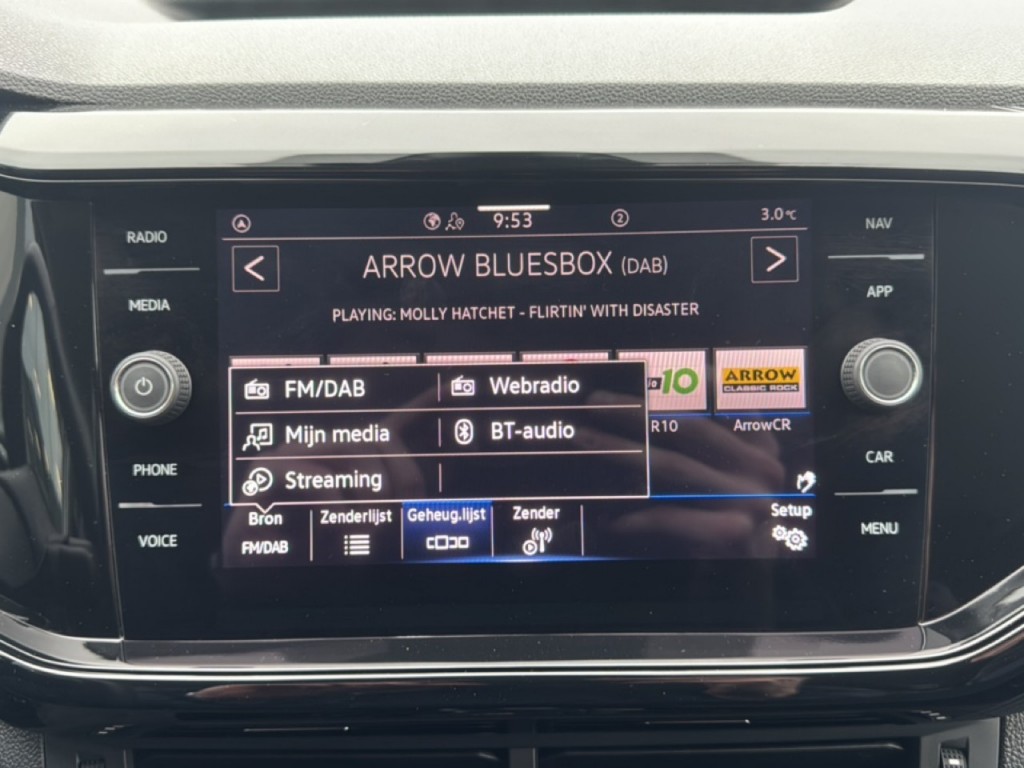 RADIO
MEDIA
PHONE
VOICE
9:53
2
3.0°C
ARROW BLUESBOX (DAB)
PLAYING: MOLLY HATCHET - FLIRTIN' WITH DISASTER
FM/DAB
Webradio
Mijn media
BT-audio
Streaming
10
ARROW
CLASSIC ROCK
R10
ArrowCR
Bron
FM/DAB
Zenderlijst
Geheug.lijst
Zender
Setup
NAV
APP
CAR
MENU